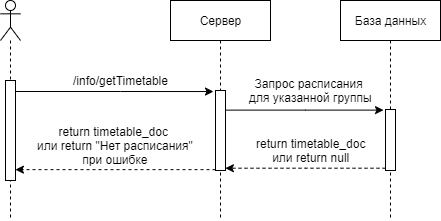 Сервер
База данных
/info/getTimetable
Запрос расписания
для указанной группы
return timetable_doc
или return "Нет расписания"
при ошибке
return timetable_doc
или return null